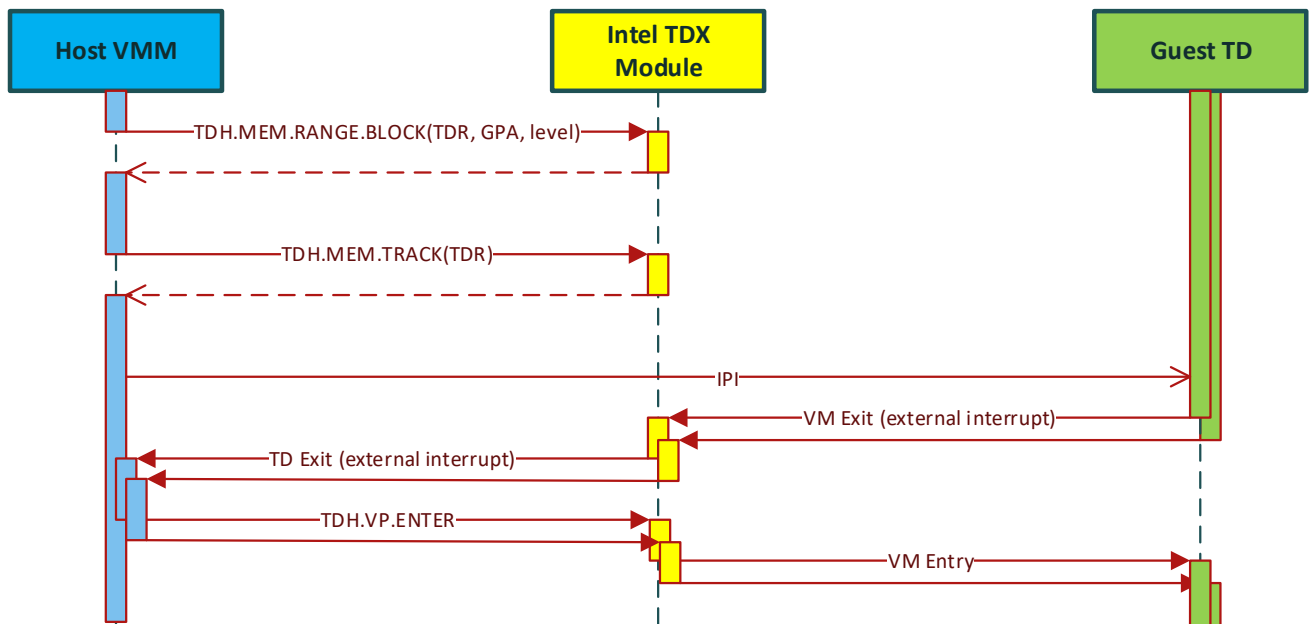 Host VMM
Intel TDX
Module
Guest TD
TDH.MEM.RANGE.BLOCK(TDR, GPA, level)
TDH.MEM.TRACK(TDR)
IPI
VM Exit (external interrupt)
TD Exit (external interrupt)
TDH.VP.ENTER
VM Entry